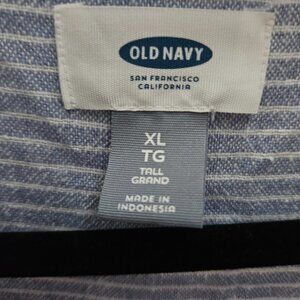 OLD NAVY
SAN FRANCISCO
CALIFORNIA
XL
TG
TALL
GRAND
MADE IN
INDONESIA